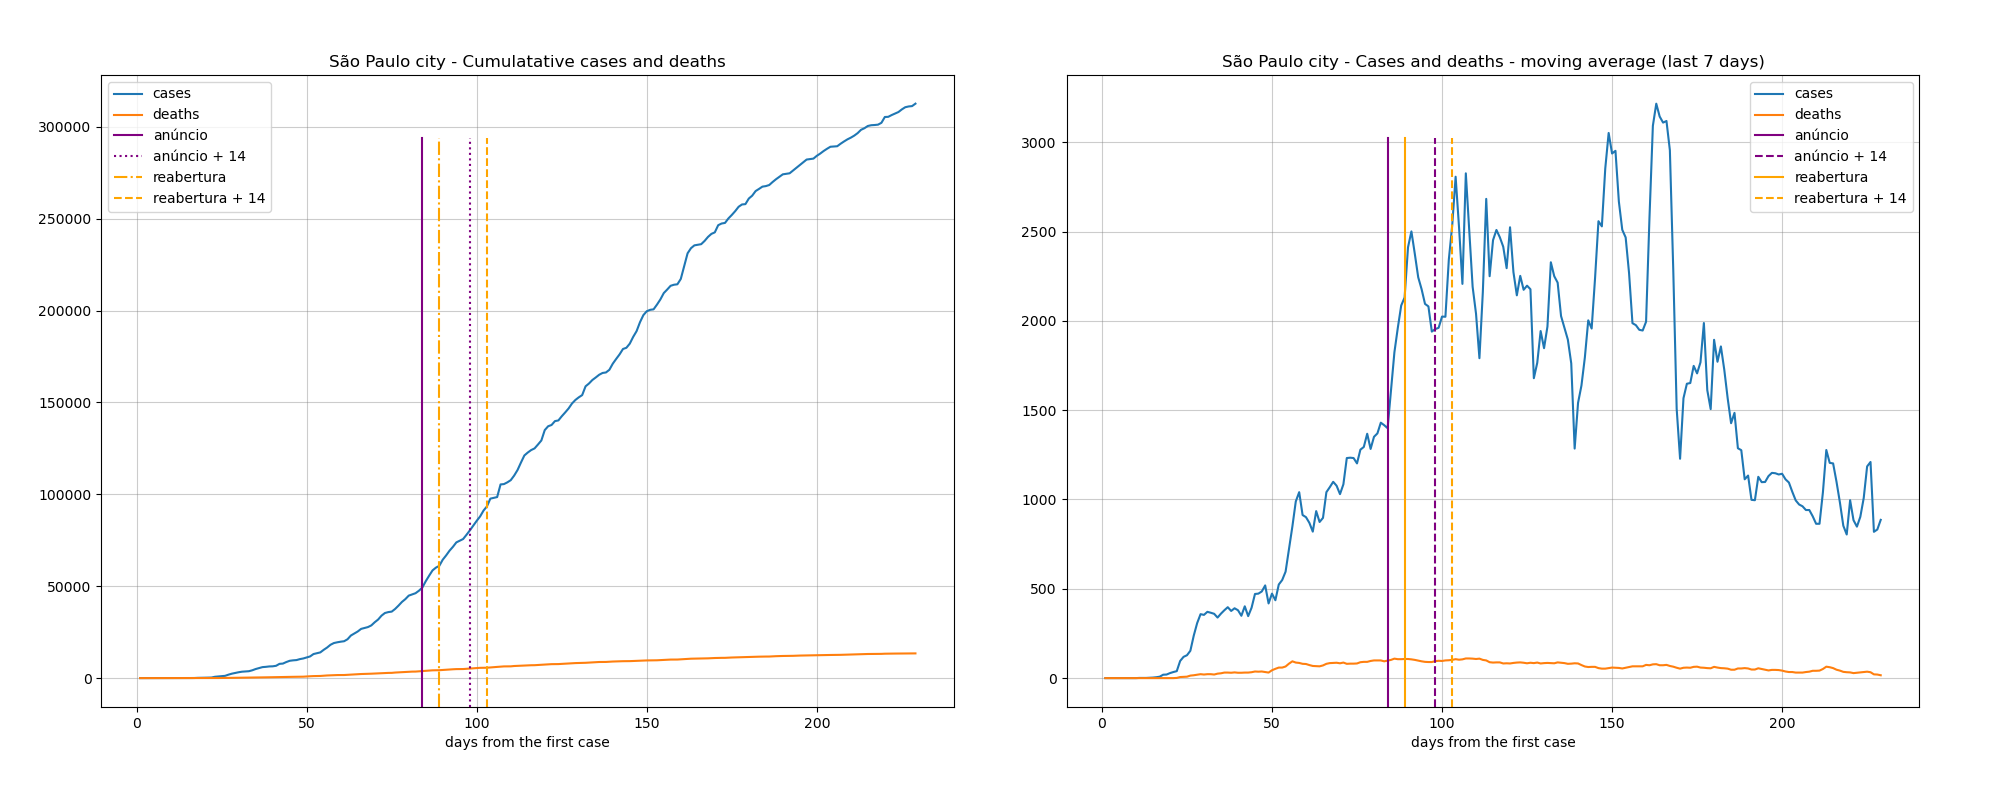 São Paulo city - Cumulatative cases and deaths
cases
deaths
anúncio
anúncio + 14
reabertura
reabertura + 14
300000
250000
200000
150000
100000
50000
0
0 50 100 150 200
days from the first case
São Paulo city - Cases and deaths - moving average (last 7 days)
cases
deaths
anúncio
anúncio + 14
reabertura
reabertura + 14
3000
2500
2000
1500
1000
500
0
0 50 100 150 200
days from the first case